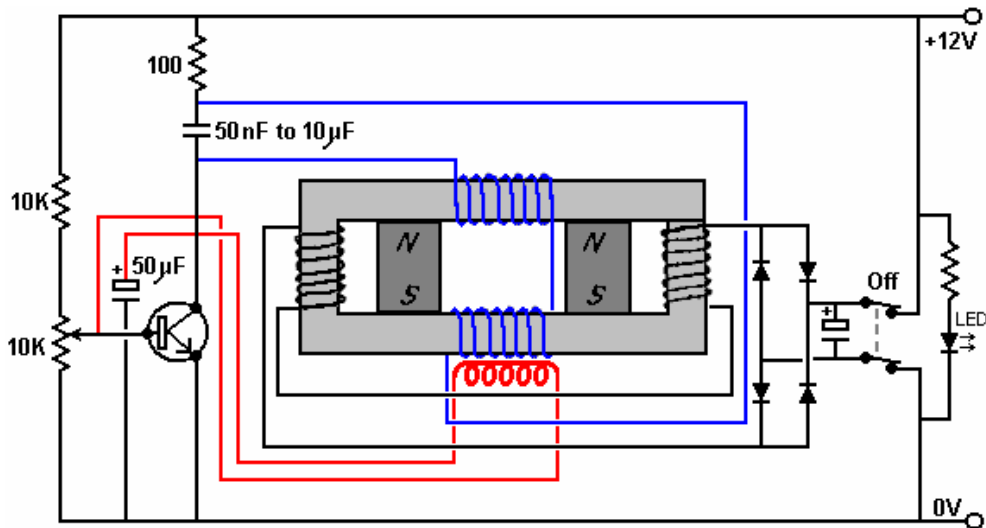 +12V
100
50nF to 10µF
10K
N
N
50µF
S
S
Off
+
+
10K
LED
0V